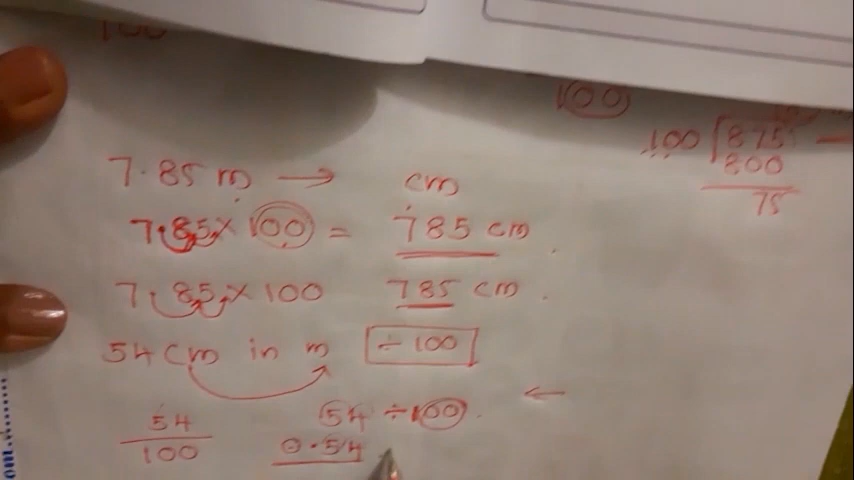 100
100
100 875
800
75
7.85 m → cm
7.85 × 100 = 785 cm
7.85 × 100 785 cm
54 cm in m ÷ 100
54 ÷ 100
54
100
0.54